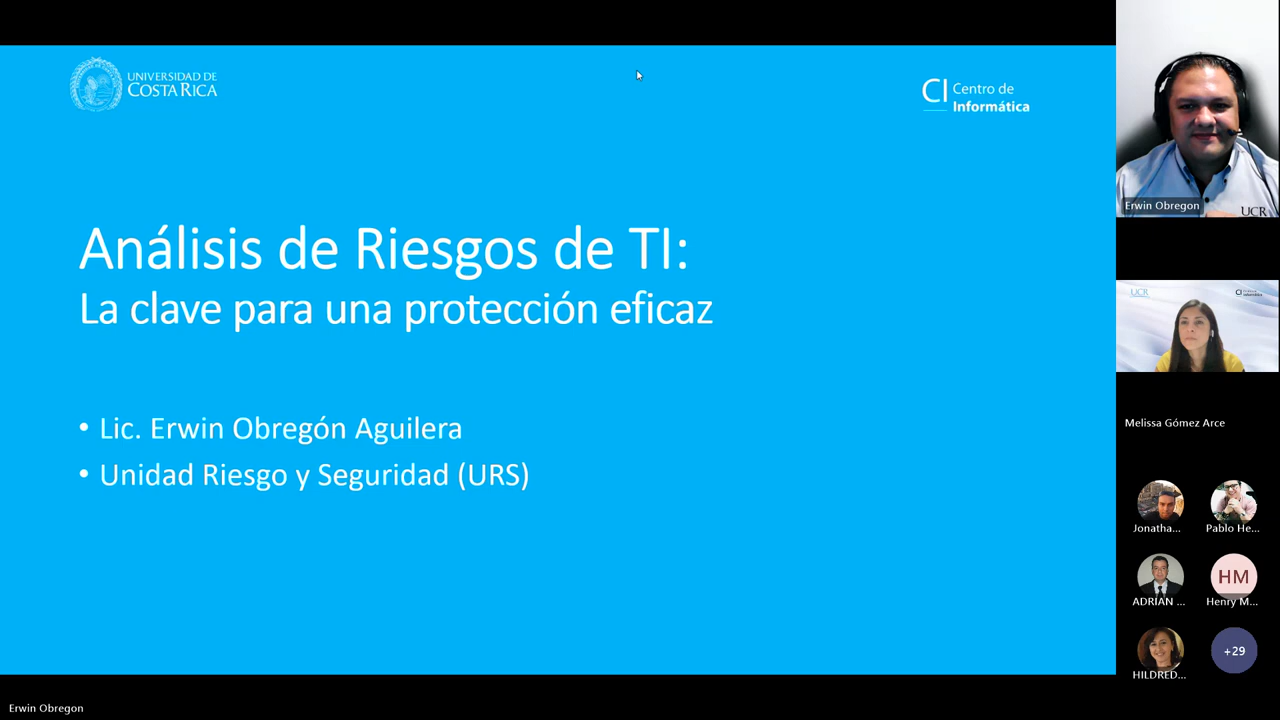 UNIVERSIDAD DE
COSTA RICA
CI Centro de
Informática
Análisis de Riesgos de TI:
La clave para una protección eficaz
• Lic. Erwin Obregón Aguilera
• Unidad Riesgo y Seguridad (URS)
Erwin Obregon
UCR
UCR
CI
Melissa Gómez Arce
Jonatha...
Pablo He...
ADRIAN ...
HM
Henry M...
HILDRED...
+29
Erwin Obregon